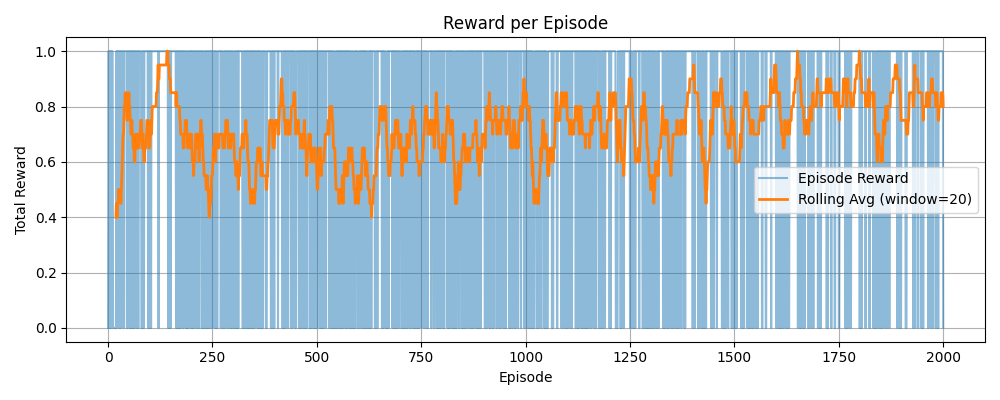 Reward per Episode
Total Reward
1.0
0.8
0.6
0.4
0.2
0.0
Episode Reward
Rolling Avg (window=20)
0 250 500 750 1000 1250 1500 1750 2000
Episode